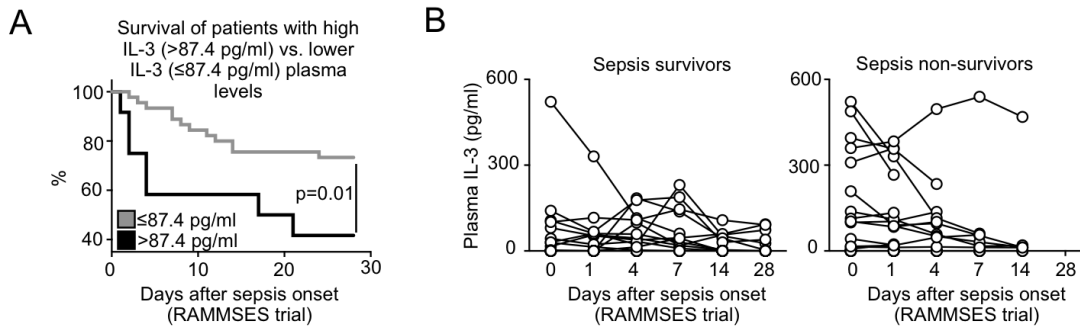 A
Survival of patients with high
IL-3 (>87.4 pg/ml) vs. lower
IL-3 (≤87.4 pg/ml) plasma
levels
100
80
60
40
%
p=0.01
≤87.4 pg/ml
>87.4 pg/ml
0 10 20 30
Days after sepsis onset
(RAMMSES trial)
B
Sepsis survivors
Plasma IL-3 (pg/ml)
600
300
0
0 1 4 7 14 28
Days after sepsis onset
(RAMMSES trial)
Sepsis non-survivors
600
300
0
0 1 4 7 14 28
Days after sepsis onset
(RAMMSES trial)